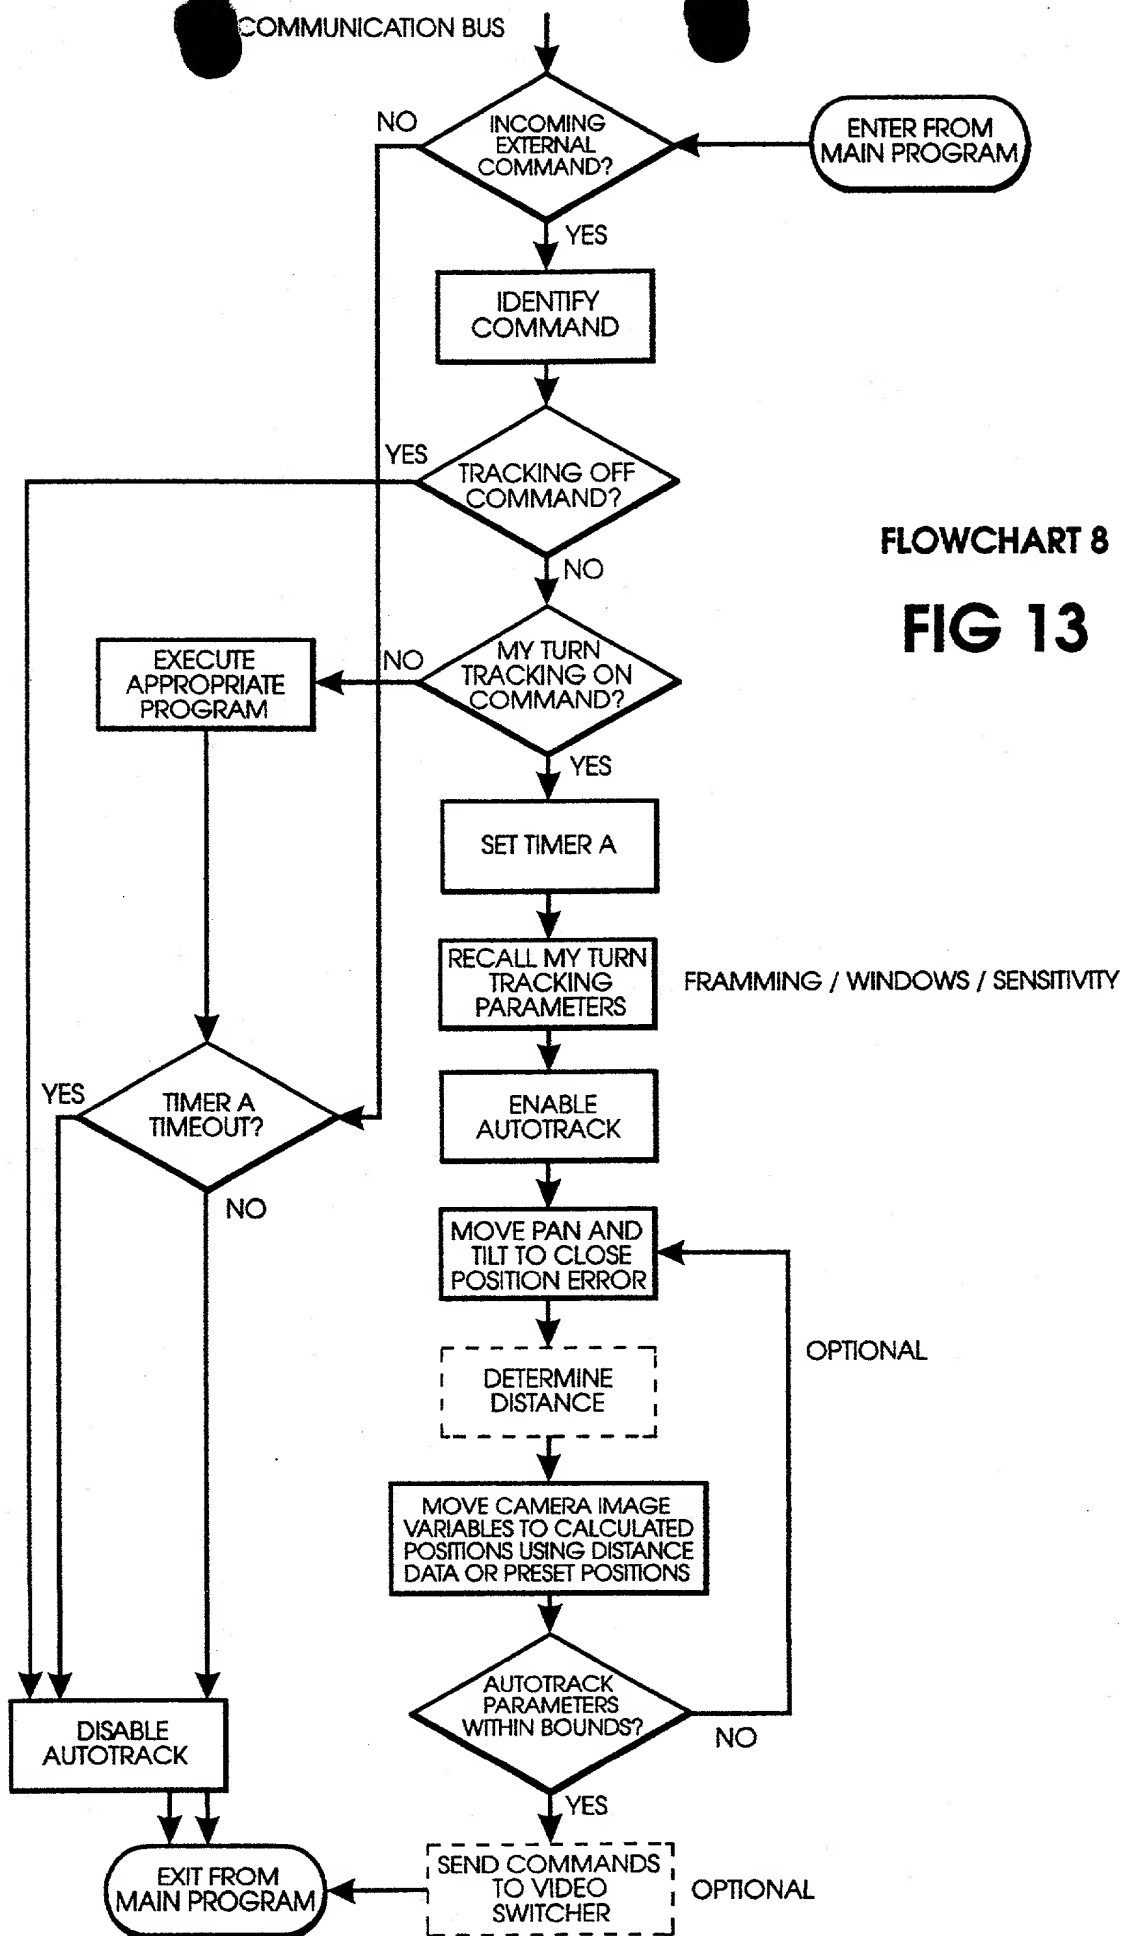 COMMUNICATION BUS
NO
INCOMING
EXTERNAL
COMMAND?
ENTER FROM
MAIN PROGRAM
YES
IDENTIFY
COMMAND
YES
TRACKING OFF
COMMAND?
FLOWCHART 8
FIG 13
NO
EXECUTE
APPROPRIATE
PROGRAM
NO
MY TURN
TRACKING ON
COMMAND?
YES
SET TIMER A
RECALL MY TURN
TRACKING
PARAMETERS
FRAMMING / WINDOWS / SENSITIVITY
YES
TIMER A
TIMEOUT?
ENABLE
AUTOTRACK
NO
MOVE PAN AND
TILT TO CLOSE
POSITION ERROR
OPTIONAL
DETERMINE
DISTANCE
MOVE CAMERA IMAGE
VARIABLES TO CALCULATED
POSITIONS USING DISTANCE
DATA OR PRESET POSITIONS
AUTOTRACK
PARAMETERS
WITHIN BOUNDS?
NO
DISABLE
AUTOTRACK
YES
EXIT FROM
MAIN PROGRAM
SEND COMMANDS
TO VIDEO
SWITCHER
OPTIONAL